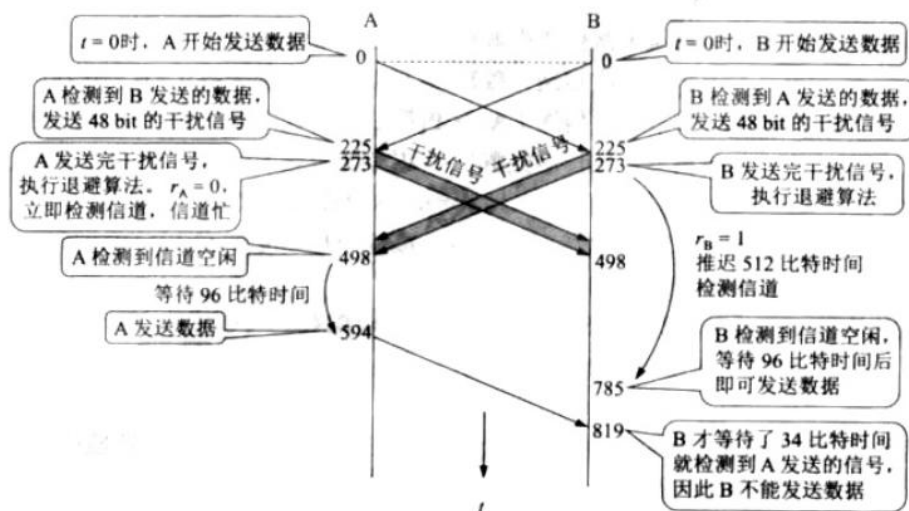 A
B
t = 0时，A 开始发送数据
0
0
t = 0时，B 开始发送数据
A 检测到 B 发送的数据，
发送 48 bit 的干扰信号
225
273
干扰信号
干扰信号
225
273
B 检测到 A 发送的数据，
发送 48 bit 的干扰信号
A 发送完干扰信号，
执行退避算法。 rA = 0，
立即检测信道，信道忙
B 发送完干扰信号，
执行退避算法
A 检测到信道空闲
498
498
rB = 1
推迟 512 比特时间
检测信道
等待 96 比特时间
A 发送数据
594
B 检测到信道空闲，
等待 96 比特时间后
即可发送数据
785
819
B 才等待了 34 比特时间
就检测到 A 发送的信号，
因此 B 不能发送数据
t